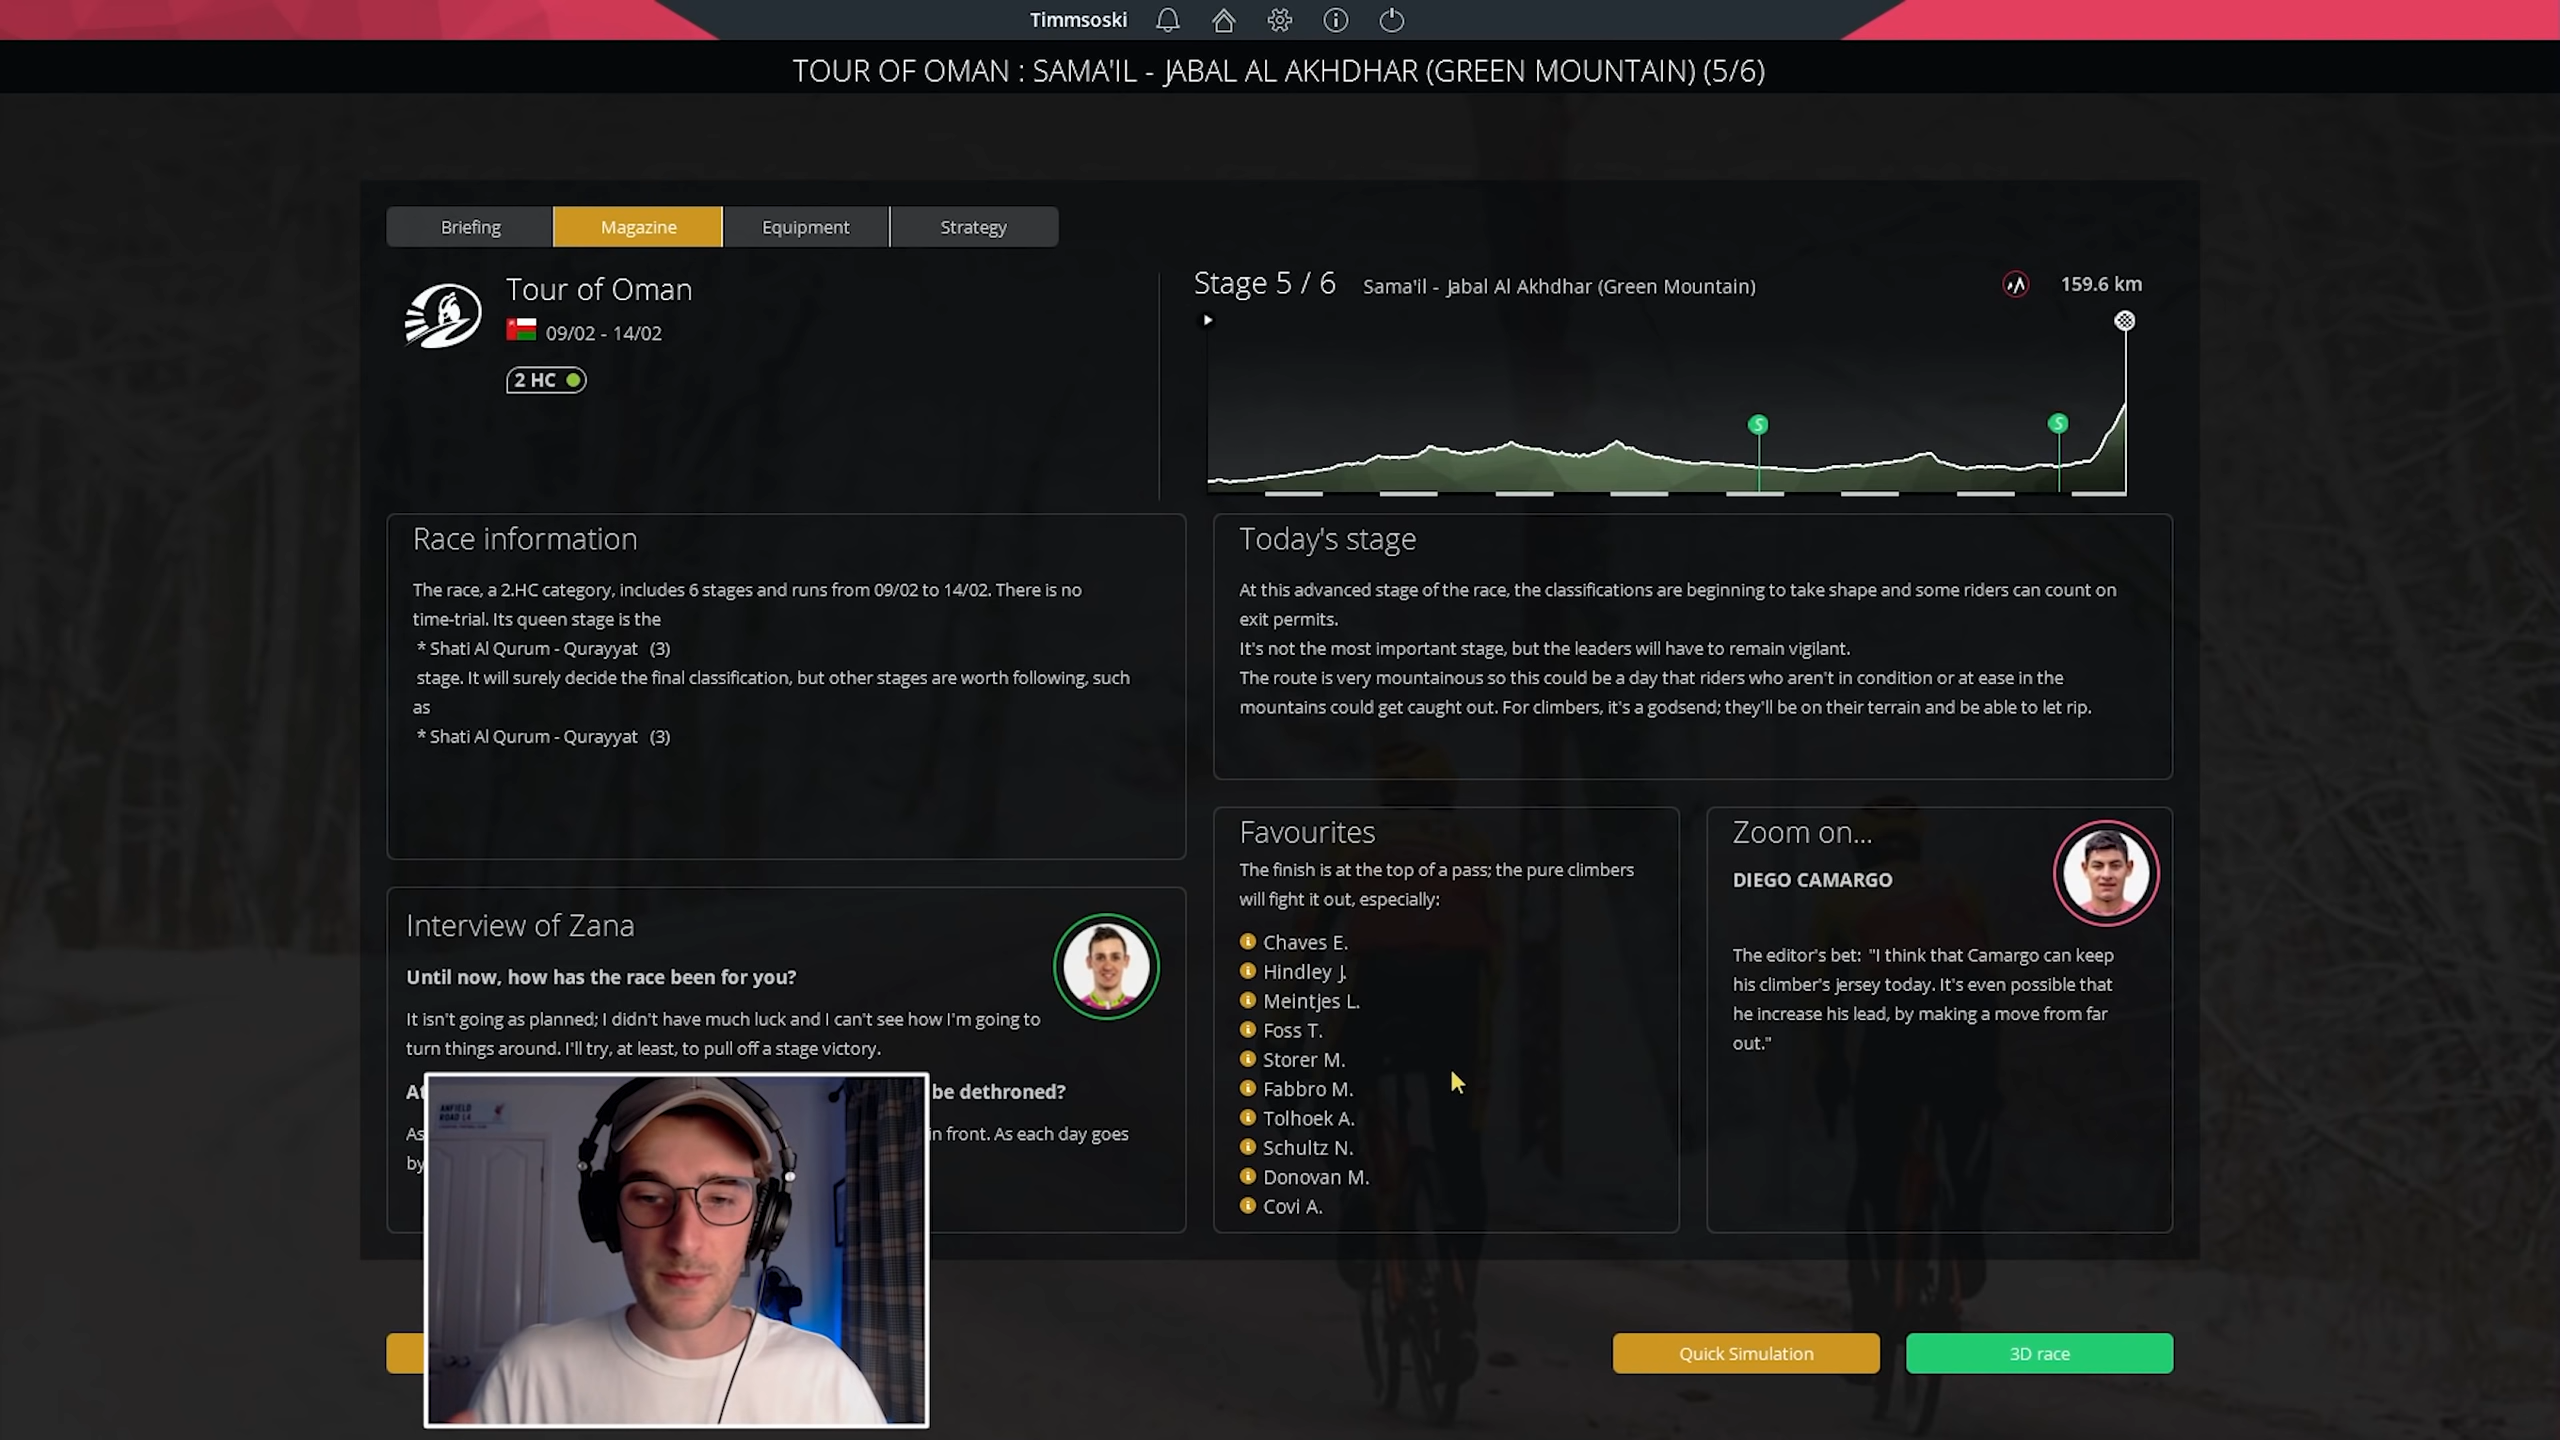 Timmsoski
TOUR OF OMAN : SAMA'IL - JABAL AL AKHDHAR (GREEN MOUNTAIN) (5/6)
Briefing
Magazine
Equipment
Strategy
Tour of Oman
09/02 - 14/02
2 HC
Stage 5 / 6
Sama'il - Jabal Al Akhdhar (Green Mountain)
159.6 km
S
S
Race information
The race, a 2.HC category, includes 6 stages and runs from 09/02 to 14/02. There is no
time-trial. Its queen stage is the
* Shati Al Qurum - Qurayyat (3)
stage. It will surely decide the final classification, but other stages are worth following, such
as
* Shati Al Qurum - Qurayyat (3)
Today's stage
At this advanced stage of the race, the classifications are beginning to take shape and some riders can count on
exit permits.
It's not the most important stage, but the leaders will have to remain vigilant.
The route is very mountainous so this could be a day that riders who aren't in condition or at ease in the
mountains could get caught out. For climbers, it's a godsend; they'll be on their terrain and be able to let rip.
Interview of Zana
Until now, how has the race been for you?
It isn't going as planned; I didn't have much luck and I can't see how I'm going to
turn things around. I'll try, at least, to pull off a stage victory.
be dethroned?
As in front. As each day goes
by
ANFIELD
ROAD L4
Favourites
The finish is at the top of a pass; the pure climbers
will fight it out, especially:
Chaves E.
Hindley J.
Meintjes L.
Foss T.
Storer M.
Fabbro M.
Tolhoek A.
Schultz N.
Donovan M.
Covi A.
Zoom on...
DIEGO CAMARGO
The editor's bet: "I think that Camargo can keep
his climber's jersey today. It's even possible that
he increase his lead, by making a move from far
out."
Quick Simulation
3D race